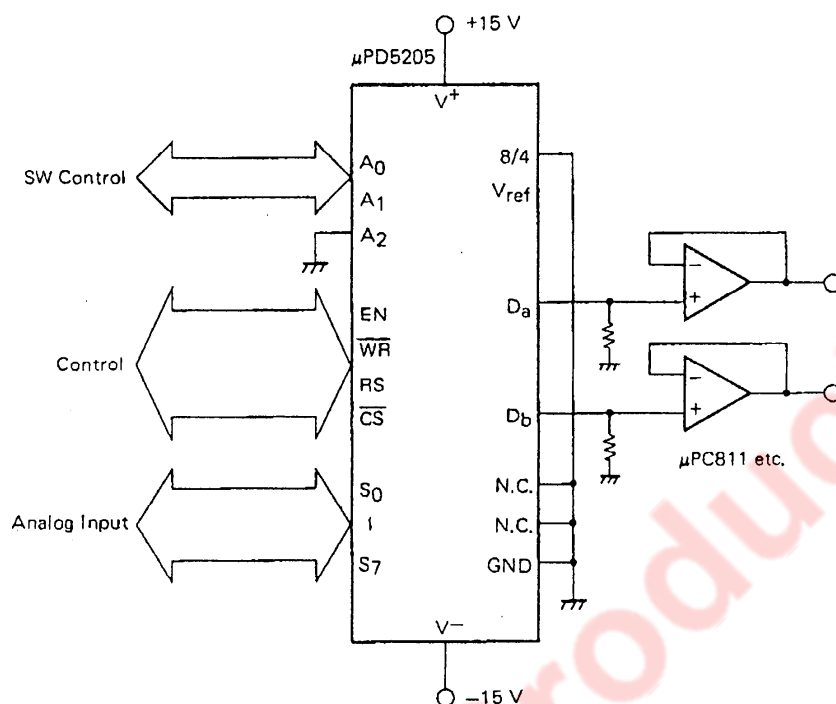 +15 V
μPD5205
V+
SW Control
A0
A1
A2
8/4
Vref
Da
EN
WR
RS
CS
Control
Db
μPC811 etc.
Analog Input
S0
S7
N.C.
N.C.
GND
V−
−15 V